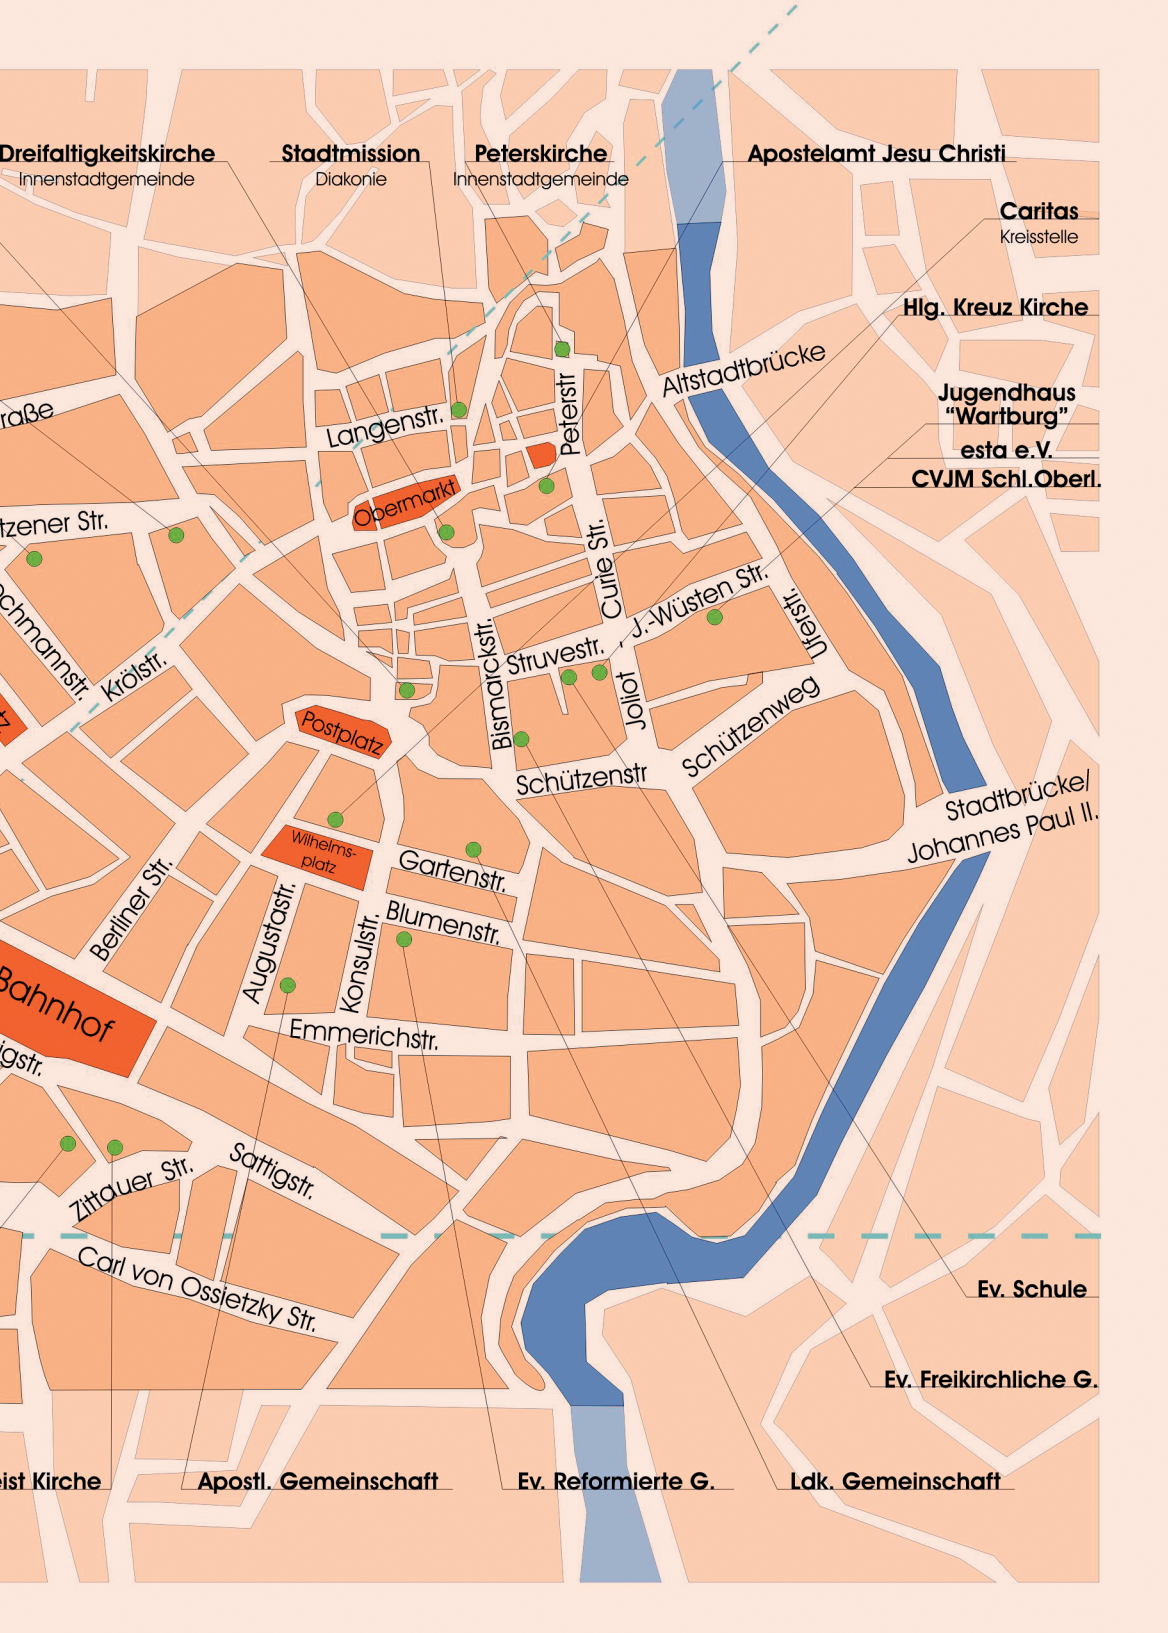 Dreifaltigkeitskirche
Innenstadtgemeinde
Stadtmission
Diakonie
Peterskirche
Innenstadtgemeinde
Apostelamt Jesu Christi
Caritas
Kreisstelle
Hlg. Kreuz Kirche
Jugendhaus
“Wartburg”
esta e.V.
CVJM Schl.Oberl.
Altstadtbrücke
raße
Langenstr.
Peterstr
Obermarkt
tzener Str.
ochmannstr.
Krölstr.
Curie Str.
J.-Wüsten Str.
Uferstr.
Struvestr.
Bismarckstr.
Joliot -
tz
Postplatz
Schützenweg
Schützenstr
Stadtbrücke/
Johannes Paul II.
Wilhelms-
platz
Gartenstr.
Berliner Str.
Blumenstr.
Augustastr.
Konsulstr.
Bahnhof
Emmerichstr.
igstr.
Sattigstr.
Zittauer Str.
Carl von Ossietzky Str.
Ev. Schule
Ev. Freikirchliche G.
eist Kirche
Apostl. Gemeinschaft
Ev. Reformierte G.
Ldk. Gemeinschaft